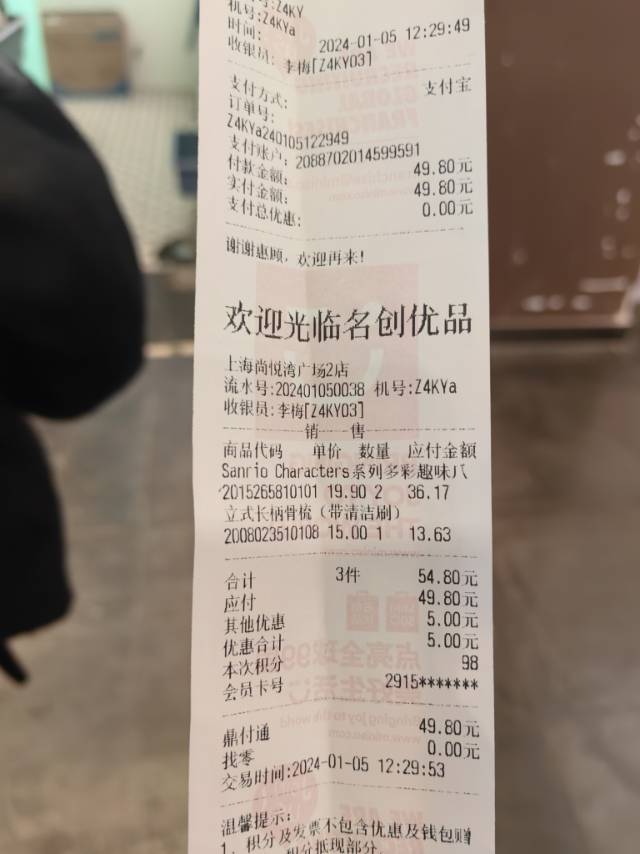 机号:Z4KYa
时间: 2024-01-05 12:29:49
收银员:李梅[Z4KY03]
支付方式: 支付宝
订单号:
Z4KYa240105122949
支付账户: 2088702014599591
付款金额: 49.80元
实付金额: 49.80元
支付总优惠: 0.00元
谢谢惠顾, 欢迎再来!
欢迎光临名创优品
上海尚悦湾广场2店
流水号:202401050038 机号:Z4KYa
收银员:李梅[Z4KY03]
销 售
商品代码 单价 数量 应付金额
Sanrio Characters系列多彩趣味八
2015265810101 19.90 2 36.17
立式长柄骨梳(带清洁刷)
2008023510108 15.00 1 13.63
合计 3件 54.80元
应付 49.80元
其他优惠 5.00元
优惠合计 5.00元
本次积分 98
会员卡号 2915*******
鼎付通 49.80元
找零 0.00元
交易时间:2024-01-05 12:29:53
温馨提示:
1、积分及发票不包含优惠及钱包赠
积分抵现部分